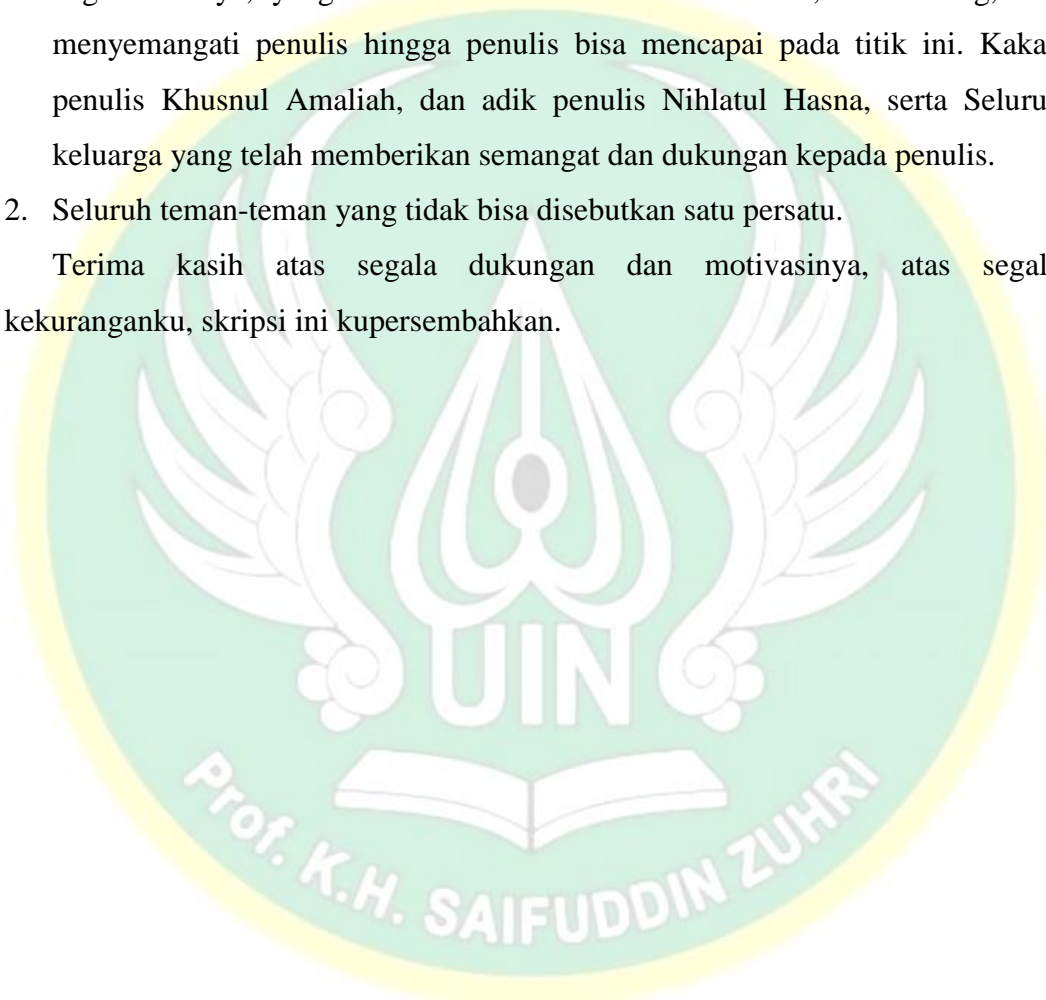 menyemangati penulis hingga penulis bisa mencapai pada titik ini. Kaka
penulis Khusnul Amaliah, dan adik penulis Nihlatul Hasna, serta Seluru
keluarga yang telah memberikan semangat dan dukungan kepada penulis.
2. Seluruh teman-teman yang tidak bisa disebutkan satu persatu.
Terima kasih atas segala dukungan dan motivasinya, atas segal
kekuranganku, skripsi ini kupersembahkan.
UIN
Prof. K.H. SAIFUDDIN ZUHRI